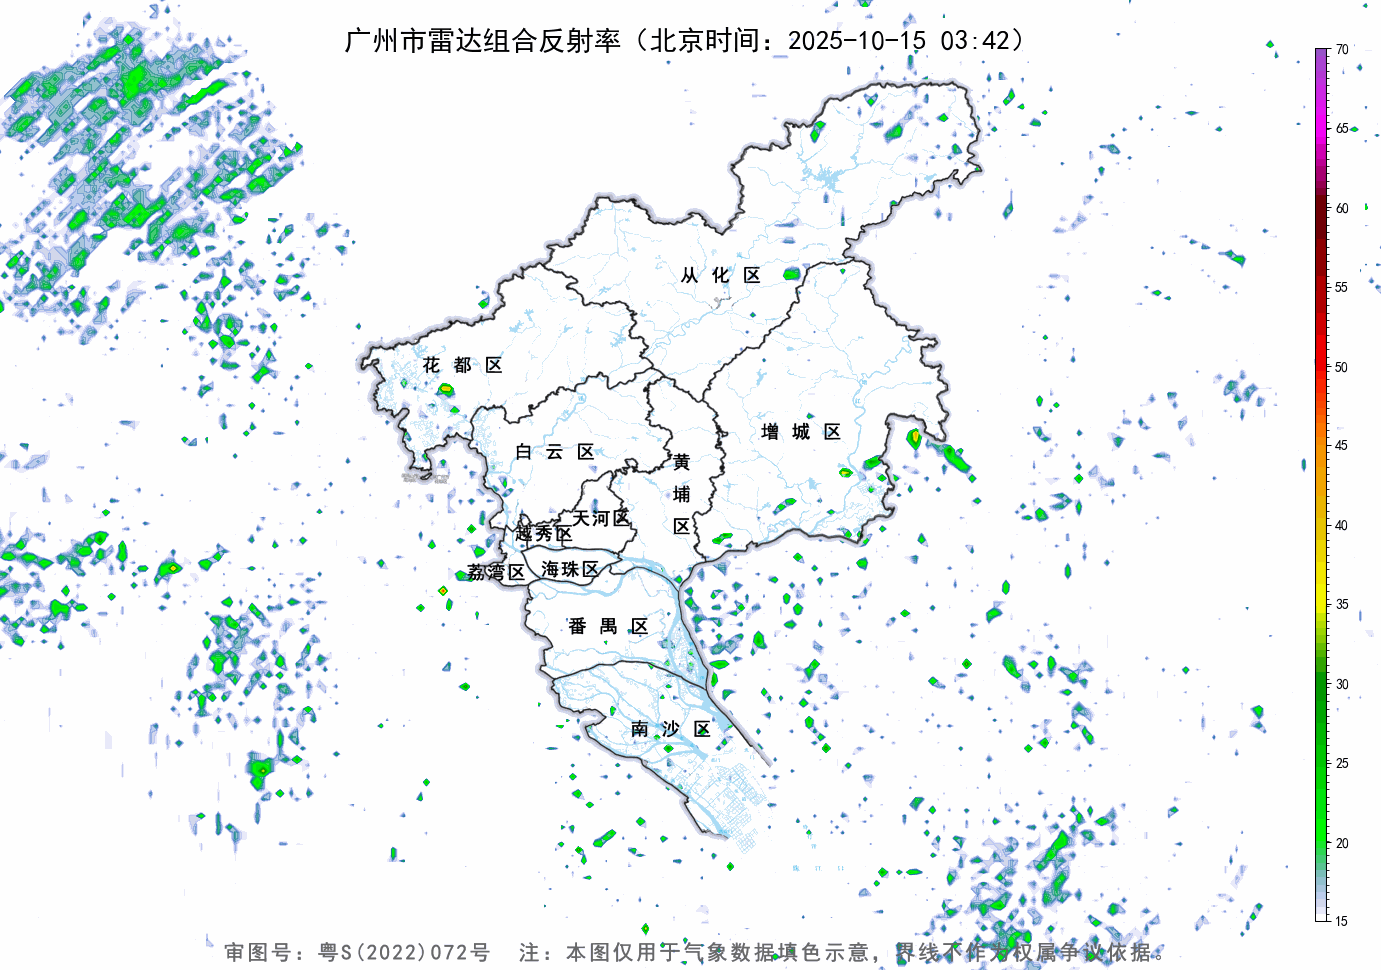 广州市雷达组合反射率（北京时间：2025-10-15 03:42）
70
65
60
55
50
45
40
35
30
25
20
15
从化区
花都区
增城区
白云区
黄埔区
天河区
越秀区
荔湾区
海珠区
番禺区
南沙区
审图号：粤S(2022)072号 注：本图仅用于气象数据填色示意，界线不作为权属争议依据。